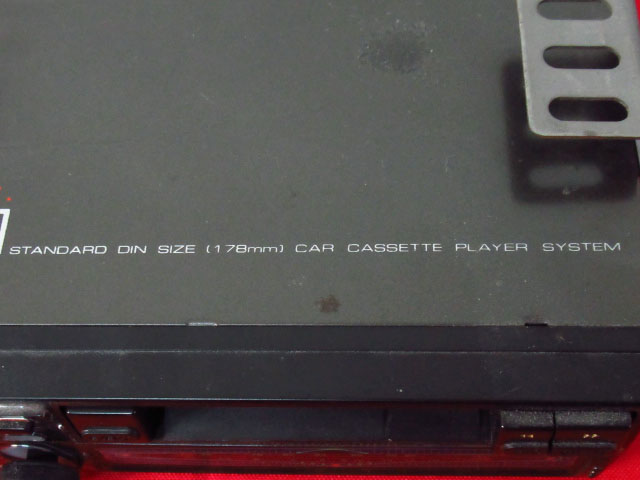 STANDARD DIN SIZE (178mm) CAR CASSETTE PLAYER SYSTEM